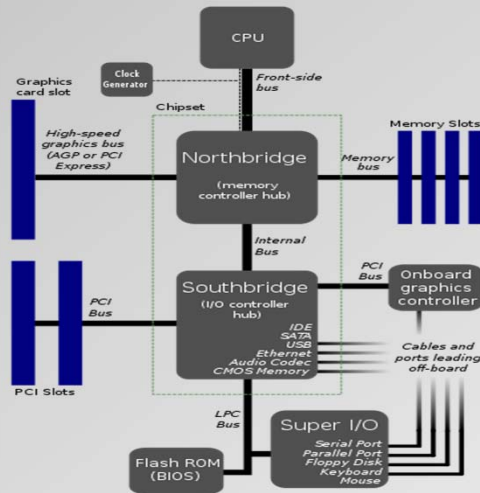 CPU
Clock
Generator
Front-side
bus
Graphics
card slot
Chipset
High-speed
graphics bus
(AGP or PCI
Express)
Northbridge
(memory
controller hub)
Memory
bus
Memory Slots
Internal
Bus
Southbridge
(I/O controller
hub)
IDE
SATA
USB
Ethernet
Audio Codec
CMOS Memory
PCI
Bus
Onboard
graphics
controller
PCI
Bus
PCI Slots
Cables and
ports leading
off-board
LPC
Bus
Super I/O
Serial Port
Parallel Port
Floppy Disk
Keyboard
Mouse
Flash ROM
(BIOS)